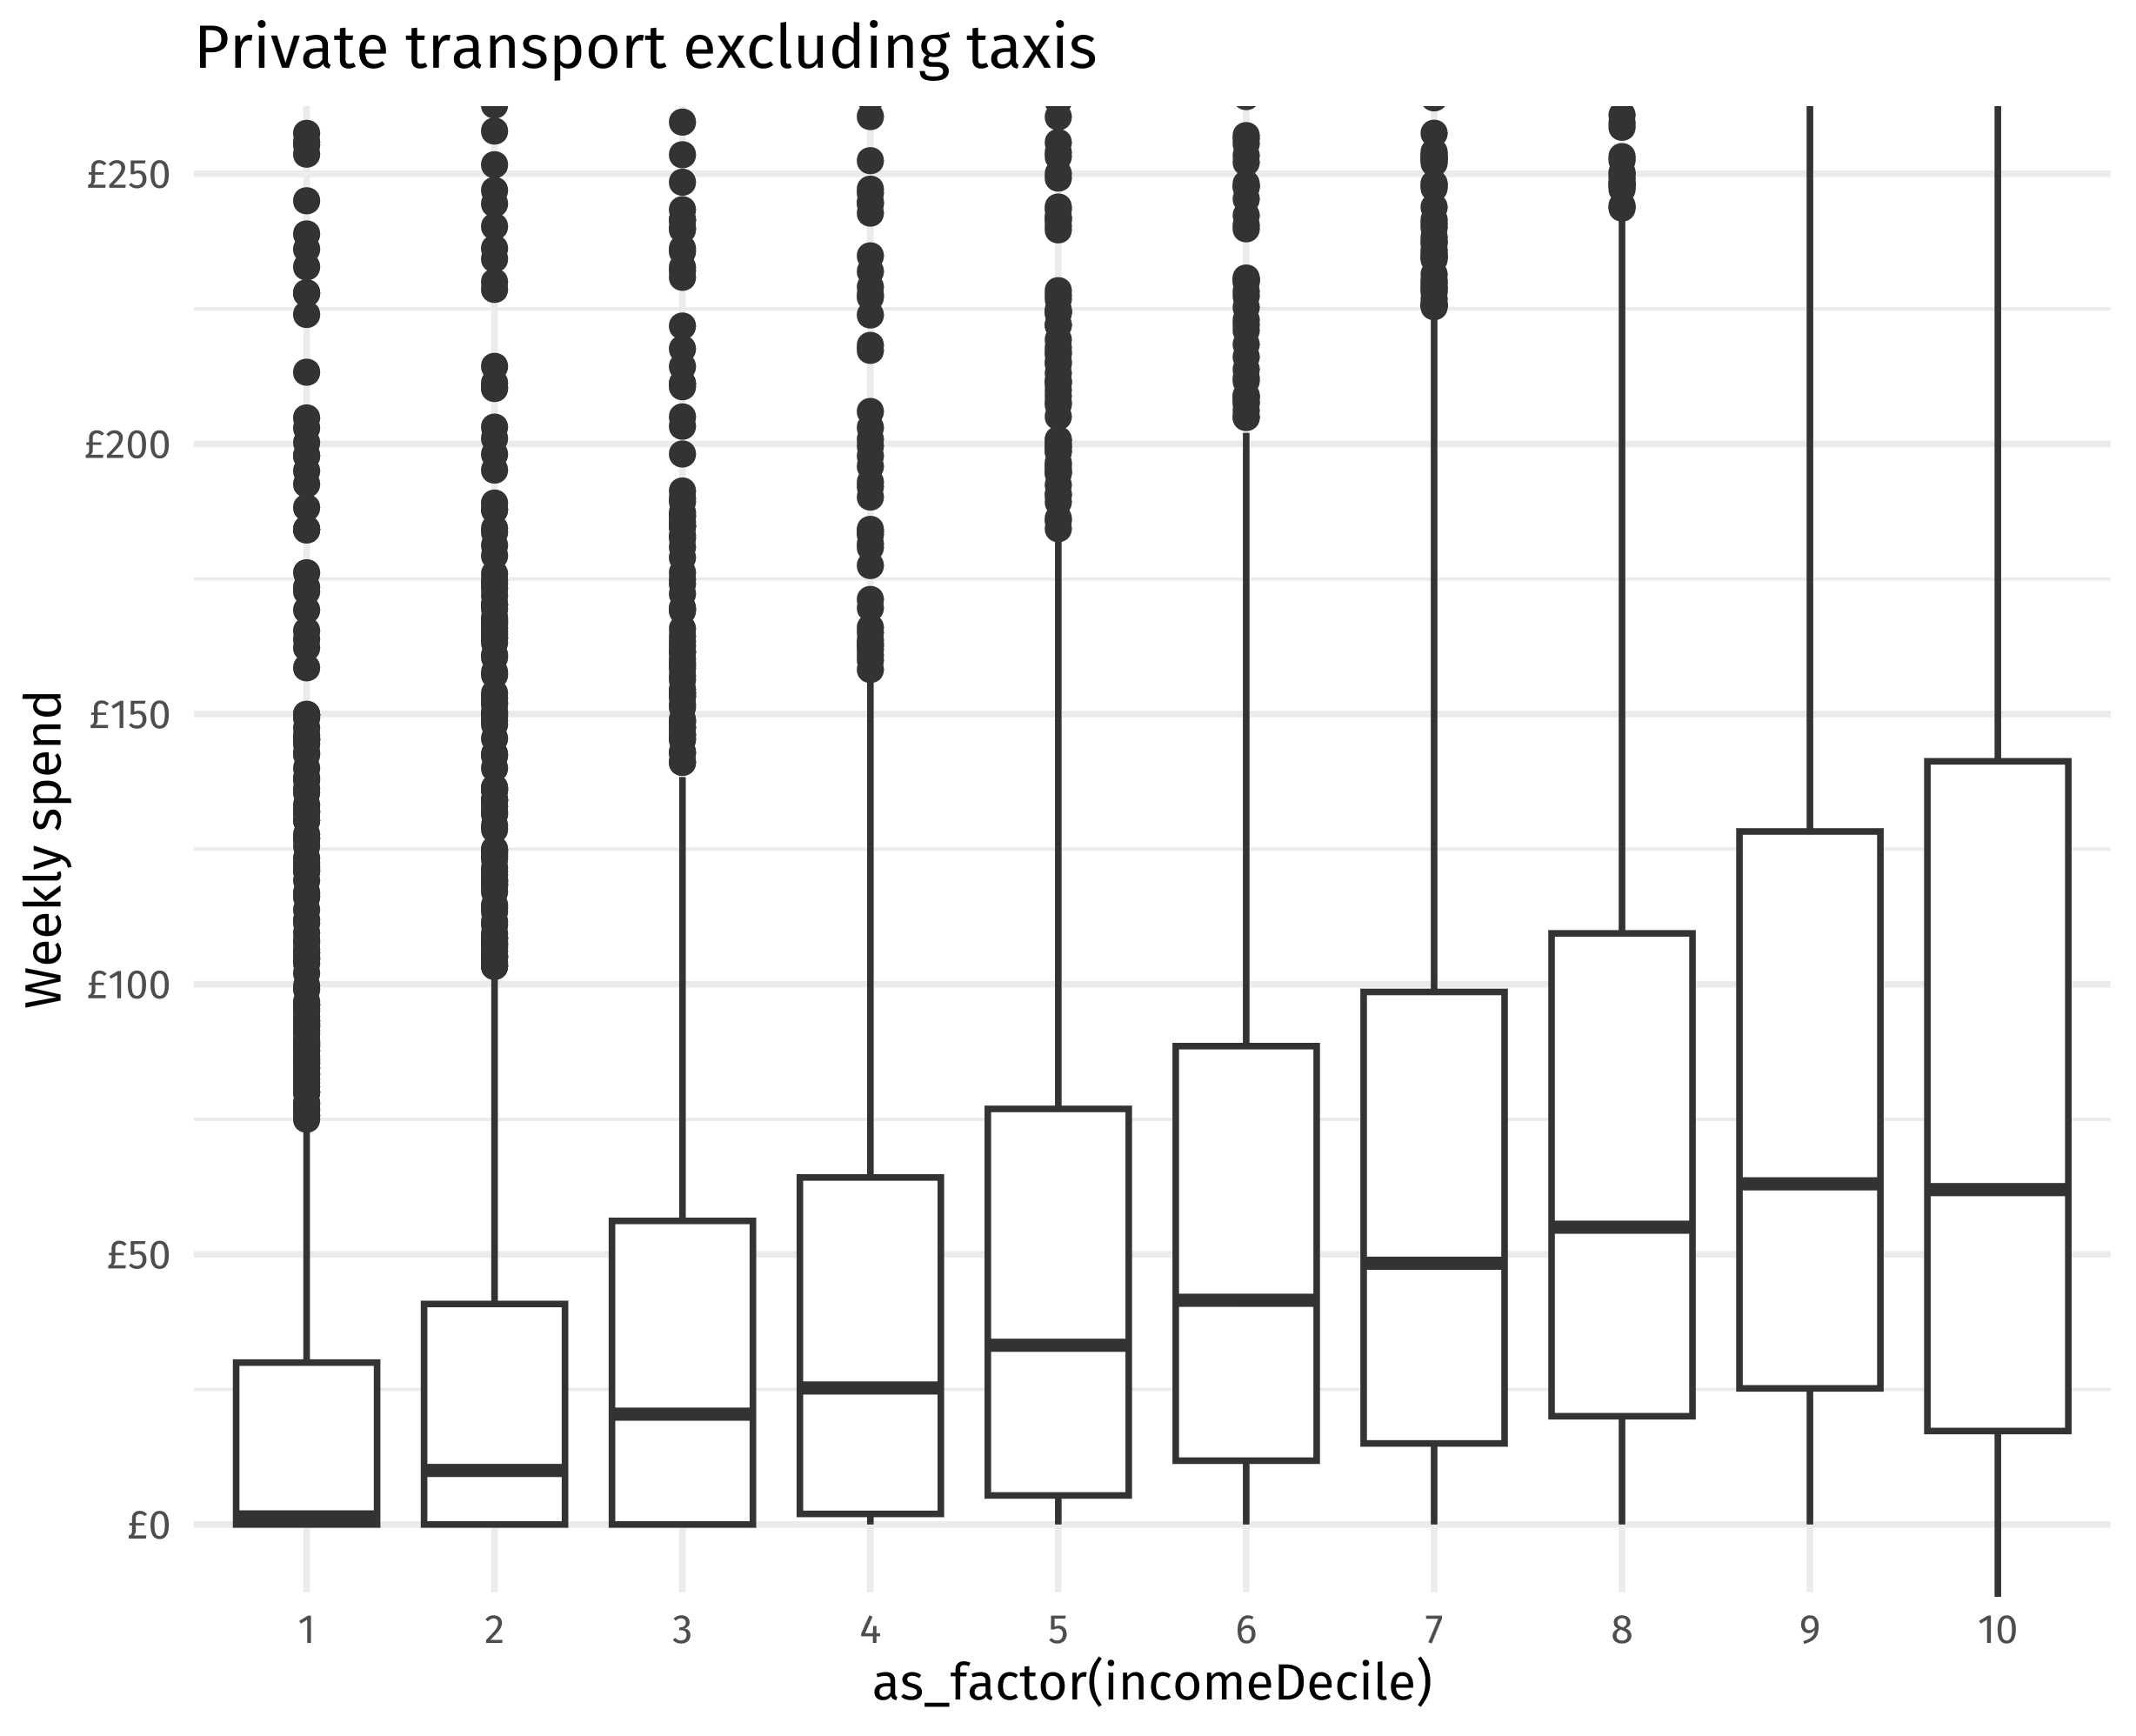 Private transport excluding taxis
Weekly spend
£250
£200
£150
£100
£50
£0
1 2 3 4 5 6 7 8 9 10
as_factor(incomeDecile)